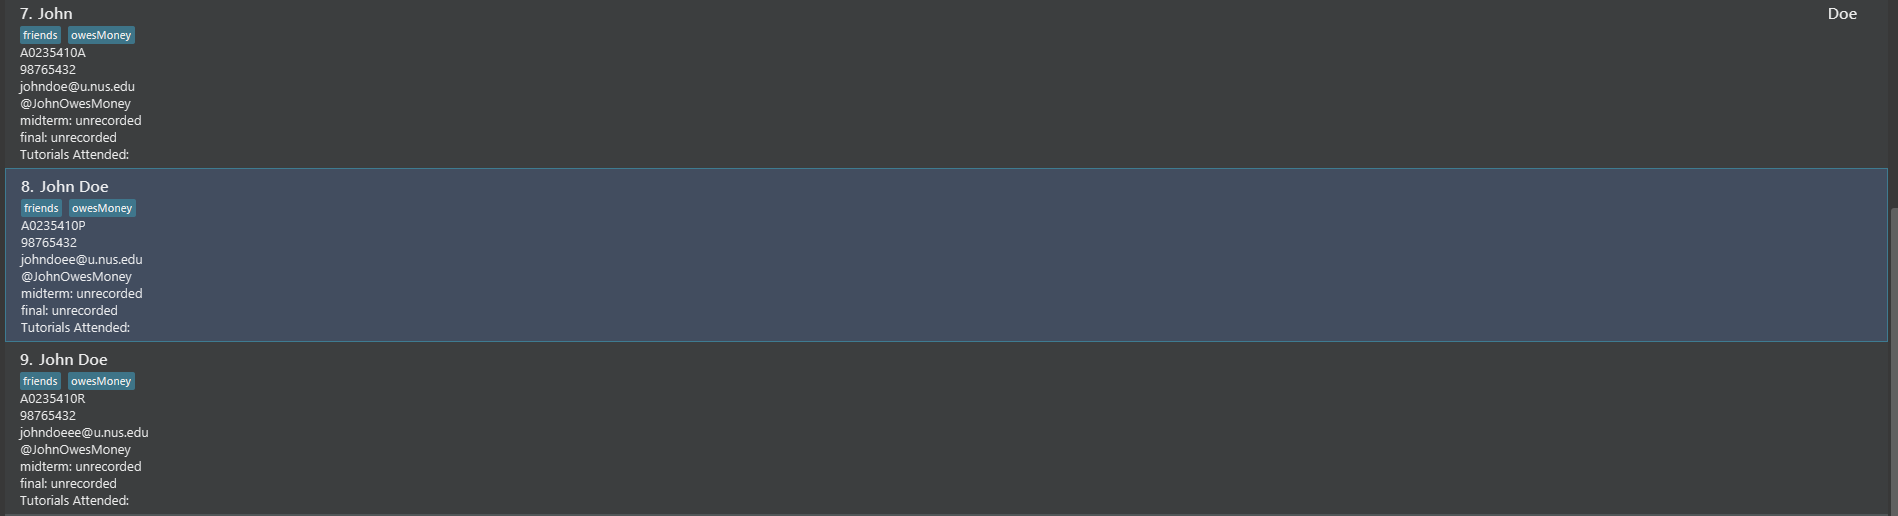 7. John Doe
friends owesMoney
A0235410A
98765432
johndoe@u.nus.edu
@JohnOwesMoney
midterm: unrecorded
final: unrecorded
Tutorials Attended:
8. John Doe
friends owesMoney
A0235410P
98765432
johndoee@u.nus.edu
@JohnOwesMoney
midterm: unrecorded
final: unrecorded
Tutorials Attended:
9. John Doe
friends owesMoney
A0235410R
98765432
johndoeee@u.nus.edu
@JohnOwesMoney
midterm: unrecorded
final: unrecorded
Tutorials Attended: